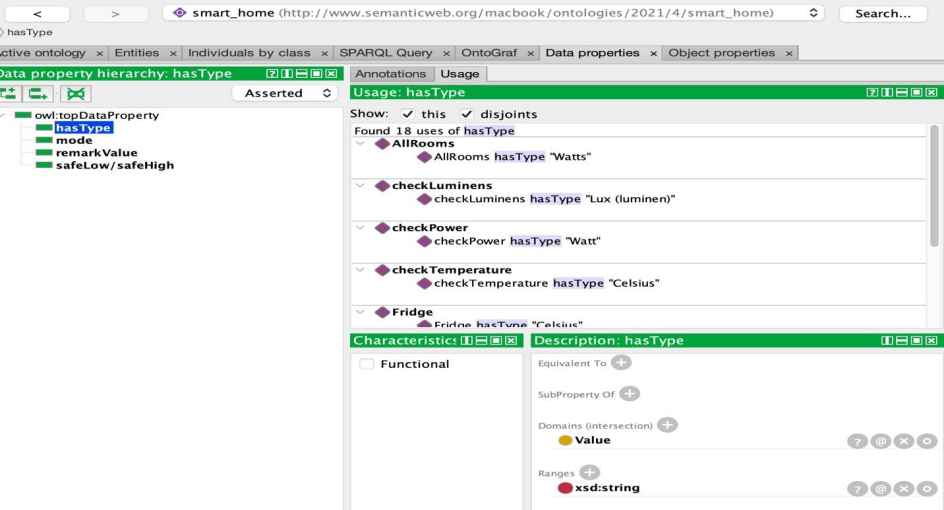 < > smart_home (http://www.semanticweb.org/macbook/ontologies/2021/4/smart_home) Search...
hasType
ctive ontology × Entities × Individuals by class × SPARQL Query × OntoGraf × Data properties × Object properties ×
Data property hierarchy: hasType
Asserted
owl:topDataProperty
hasType
mode
remarkValue
safeLow/safeHigh
Annotations Usage
Usage: hasType
Show: this disjoints
Found 18 uses of hasType
AllRooms
AllRooms hasType "Watts"
checkLuminens
checkLuminens hasType "Lux (luminen)"
checkPower
checkPower hasType "Watt"
checkTemperature
checkTemperature hasType "Celsius"
Fridge
Fridge hasType "Celsius"
Characteristics
Functional
Description: hasType
Equivalent To
SubProperty Of
Domains (intersection)
Value
Ranges
xsd:string